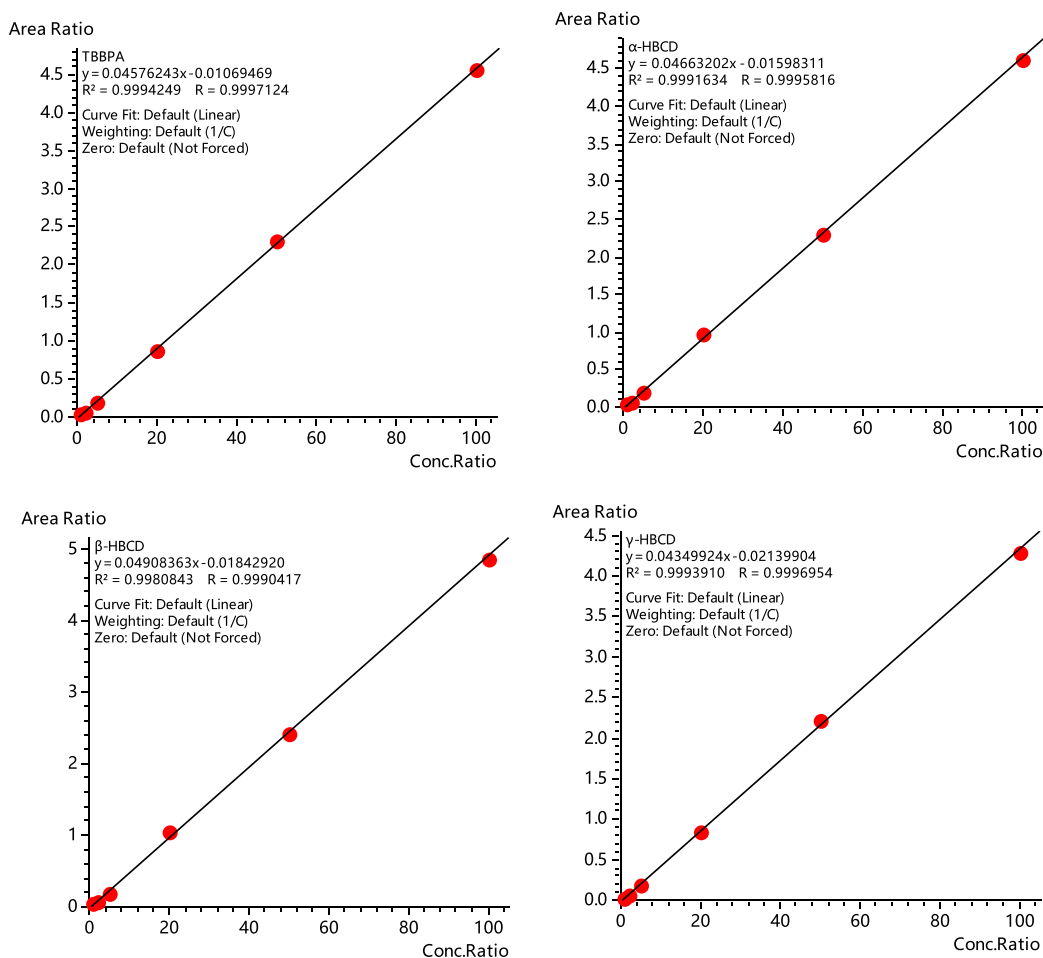 Area Ratio
TBBPA
y = 0.04576243x - 0.01069469
R² = 0.9994249 R = 0.9997124
Curve Fit: Default (Linear)
Weighting: Default (1/C)
Zero: Default (Not Forced)
4.5
4.0
3.5
3.0
2.5
2.0
1.5
1.0
0.5
0.0
0 20 40 60 80 100
Conc.Ratio
Area Ratio
α-HBCD
y = 0.04663202x - 0.01598311
R² = 0.9991634 R = 0.9995816
Curve Fit: Default (Linear)
Weighting: Default (1/C)
Zero: Default (Not Forced)
4.5
4.0
3.5
3.0
2.5
2.0
1.5
1.0
0.5
0.0
0 20 40 60 80 100
Conc.Ratio
Area Ratio
β-HBCD
y = 0.04908363x - 0.01842920
R² = 0.9980843 R = 0.9990417
Curve Fit: Default (Linear)
Weighting: Default (1/C)
Zero: Default (Not Forced)
5
4
3
2
1
0
0 20 40 60 80 100
Conc.Ratio
Area Ratio
γ-HBCD
y = 0.04349924x - 0.02139904
R² = 0.9993910 R = 0.9996954
Curve Fit: Default (Linear)
Weighting: Default (1/C)
Zero: Default (Not Forced)
4.5
4.0
3.5
3.0
2.5
2.0
1.5
1.0
0.5
0.0
0 20 40 60 80 100
Conc.Ratio